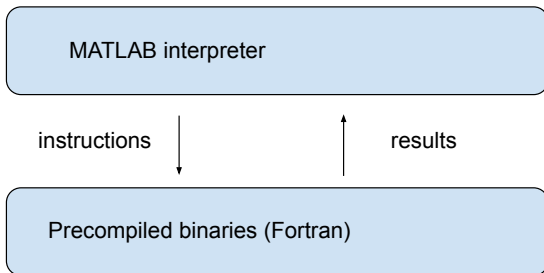 MATLAB interpreter
instructions
results
Precompiled binaries (Fortran)